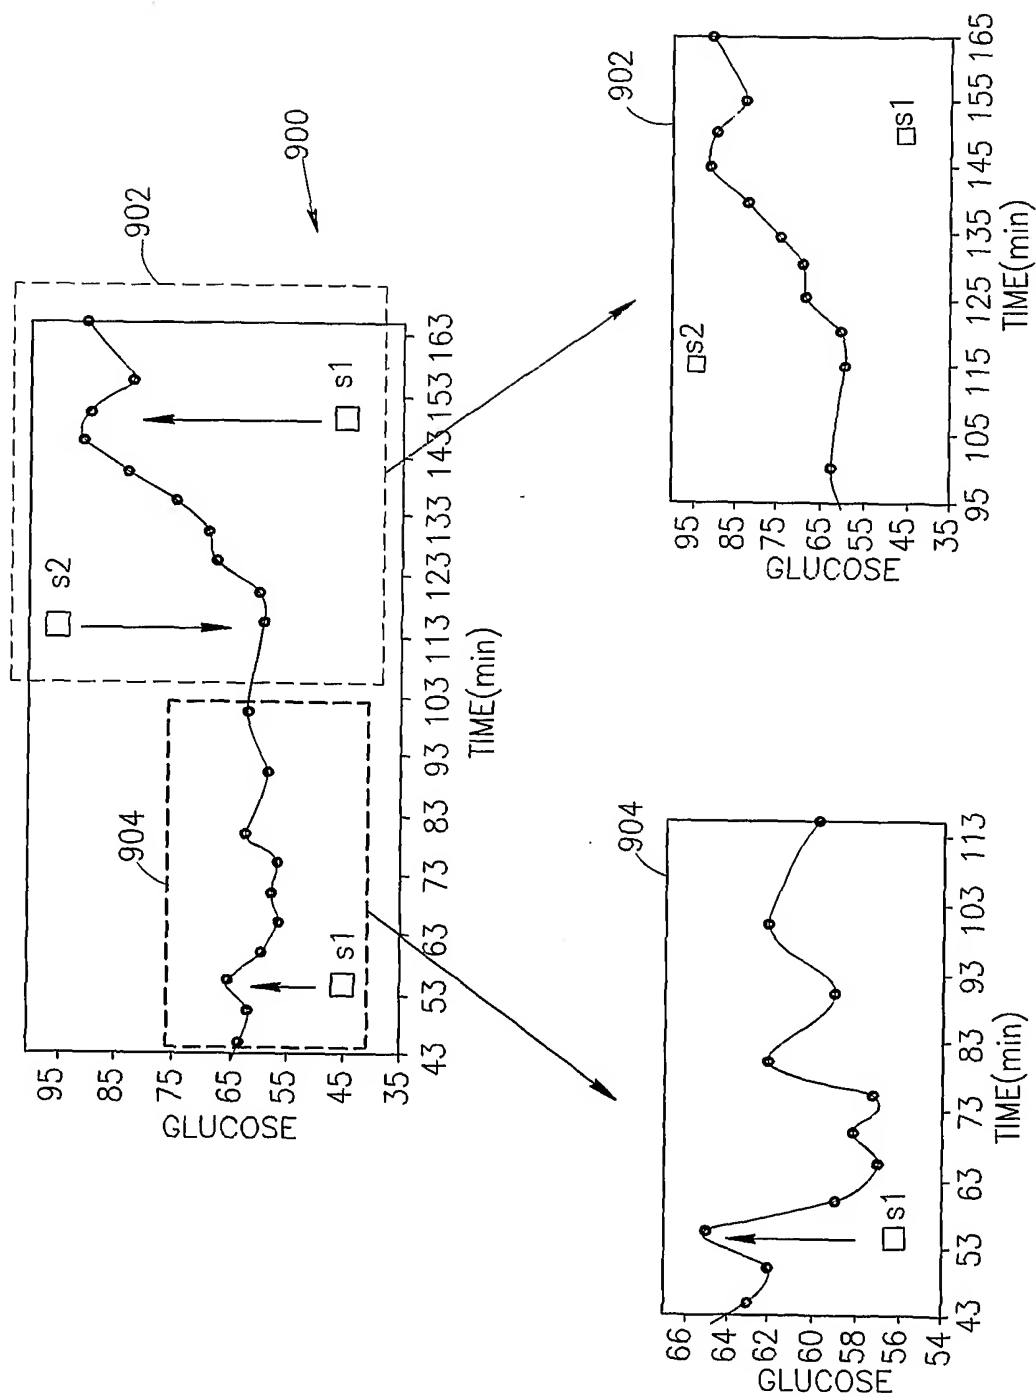 900
902
904
s2
s1
s1
95
85
75
65
55
45
35
GLUCOSE
43 53 63 73 83 93 103 113 123 133 143 153 163
TIME(min)
904
66
64
62
60
58
56
54
GLUCOSE
s1
43 53 63 73 83 93 103 113
TIME(min)
902
95
85
75
65
55
45
35
GLUCOSE
s2
s1
95 105 115 125 135 145 155 165
TIME(min)